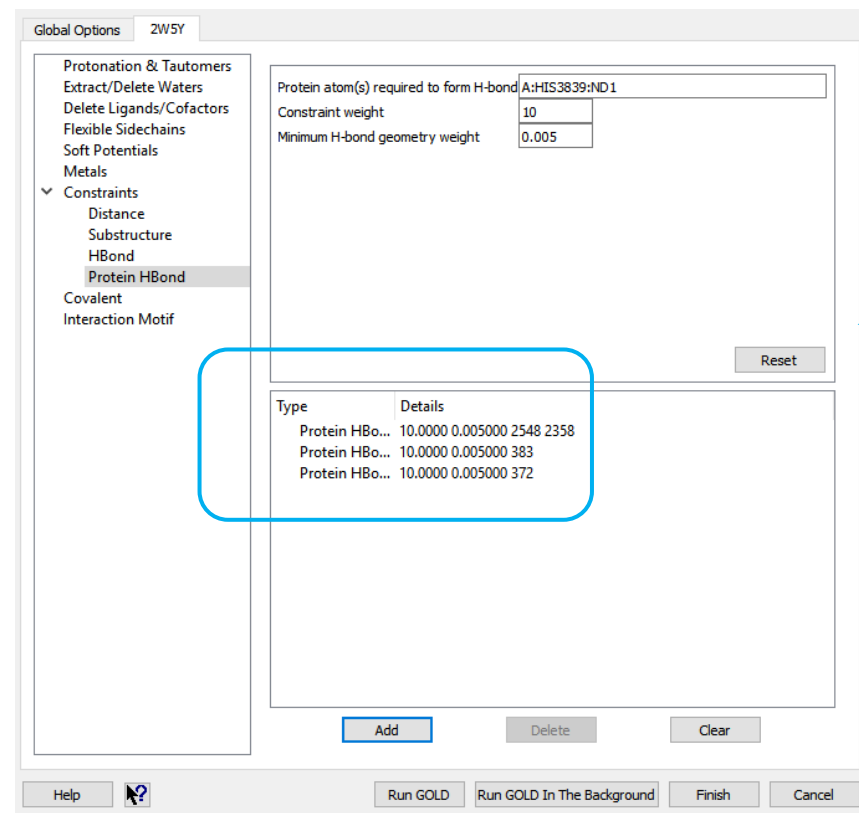 Global Options 2W5Y
Protonation & Tautomers
Extract/Delete Waters
Delete Ligands/Cofactors
Flexible Sidechains
Soft Potentials
Metals
Constraints
Distance
Substructure
HBond
Protein HBond
Covalent
Interaction Motif
Protein atom(s) required to form H-bond A:HIS3839:ND1
Constraint weight 10
Minimum H-bond geometry weight 0.005
Reset
Type Details
Protein HBo... 10.0000 0.005000 2548 2358
Protein HBo... 10.0000 0.005000 383
Protein HBo... 10.0000 0.005000 372
Add Delete Clear
Help ? Run GOLD Run GOLD In The Background Finish Cancel